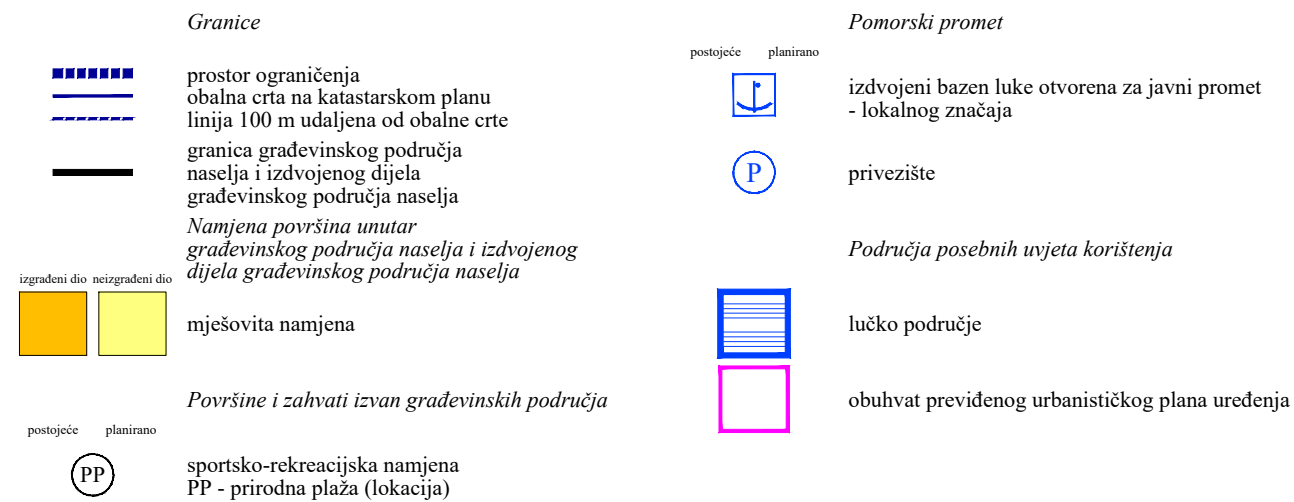 Granice
prostor ograničenja
obalna crta na katastarskom planu
linija 100 m udaljena od obalne crte
granica građevinskog područja
naselja i izdvojenog dijela
građevinskog područja naselja
Namjena površina unutar
građevinskog područja naselja i izdvojenog
dijela građevinskog područja naselja
izgrađeni dio neizgrađeni dio
mješovita namjena
Površine i zahvati izvan građevinskih područja
postojeće planirano
PP
sportsko-rekreacijska namjena
PP - prirodna plaža (lokacija)
Pomorski promet
postojeće planirano
izdvojeni bazen luke otvorena za javni promet
- lokalnog značaja
P
privezište
Područja posebnih uvjeta korištenja
lučko područje
obuhvat previđenog urbanističkog plana uređenja